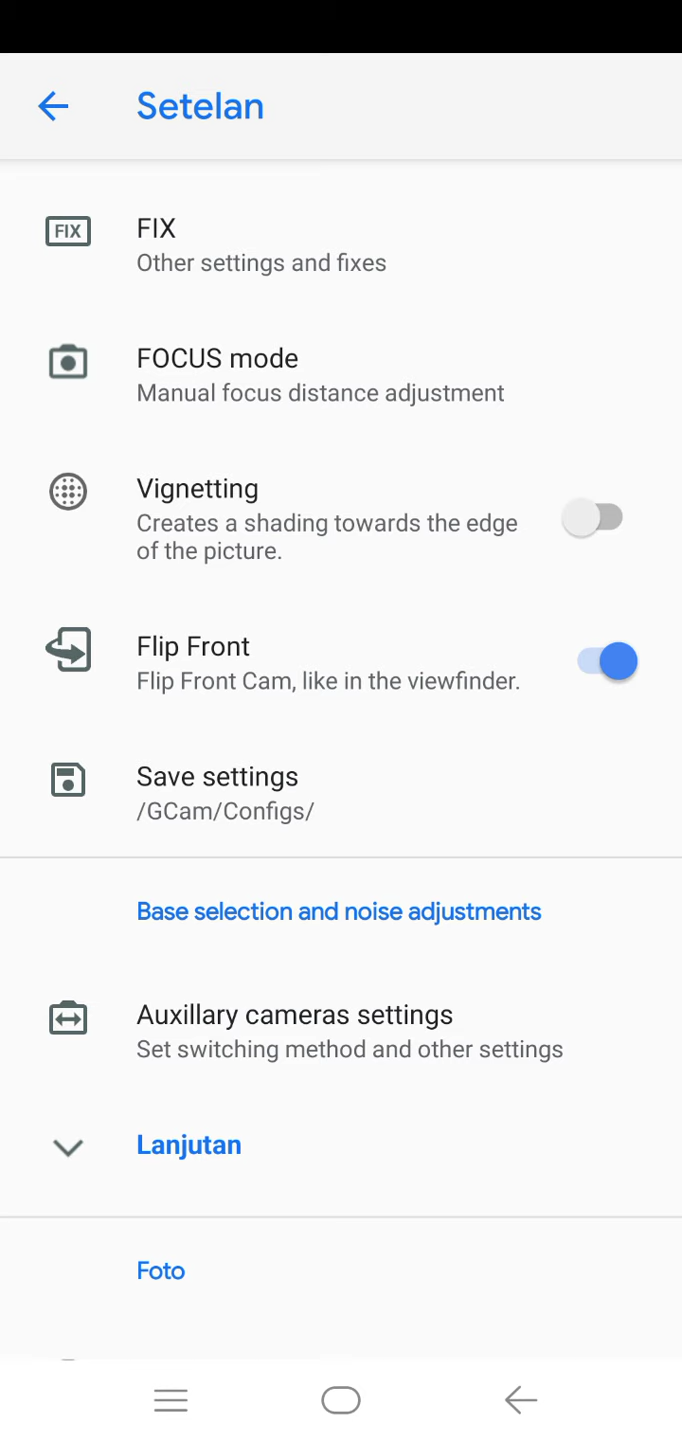 Setelan
FIX
FIX
Other settings and fixes
FOCUS mode
Manual focus distance adjustment
Vignetting
Creates a shading towards the edge
of the picture.
Flip Front
Flip Front Cam, like in the viewfinder.
Save settings
/GCam/Configs/
Base selection and noise adjustments
Auxillary cameras settings
Set switching method and other settings
Lanjutan
Foto